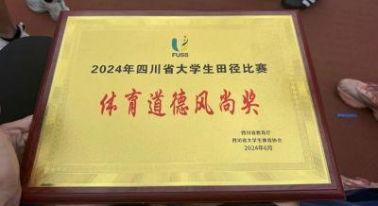 FUSS
2024年四川省大学生田径比赛
体育道德风尚奖
四川省教育厅
四川省大学生体育协会
2024年6月